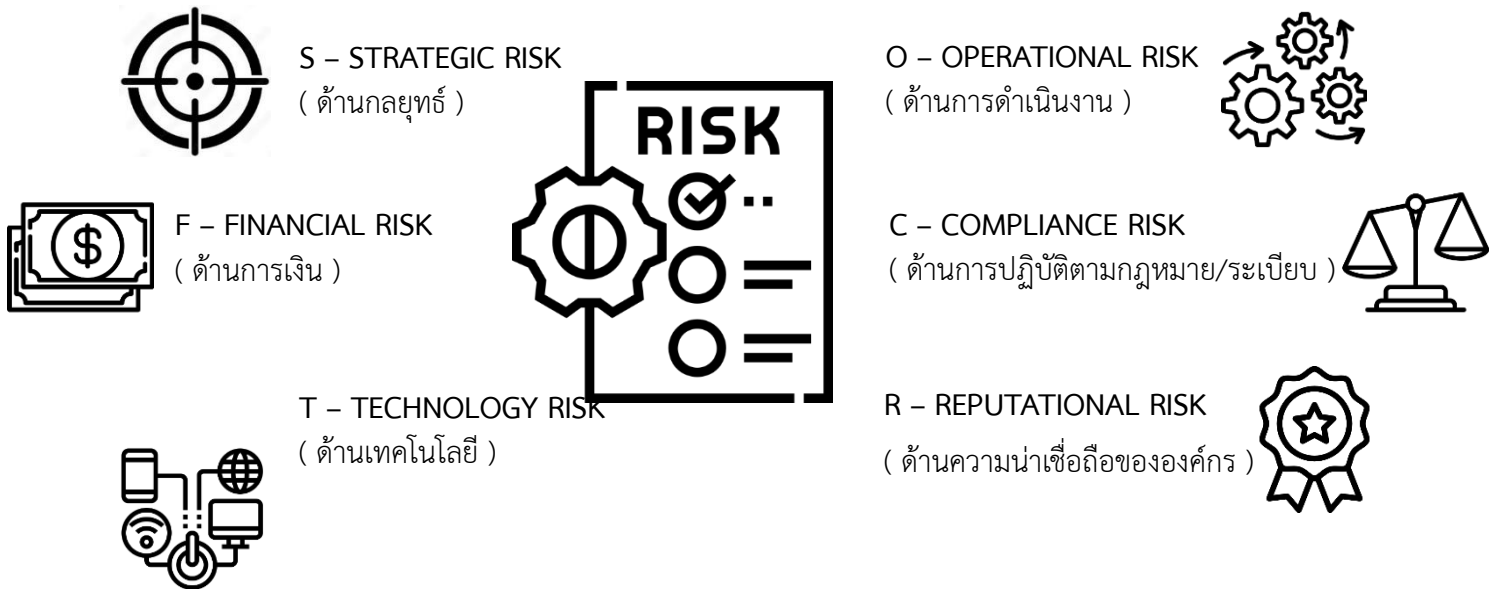 S – STRATEGIC RISK
( ด้านกลยุทธ์ )
O – OPERATIONAL RISK
( ด้านการดำเนินงาน )
RISK
F – FINANCIAL RISK
( ด้านการเงิน )
C – COMPLIANCE RISK
( ด้านการปฏิบัติตามกฎหมาย/ระเบียบ )
T – TECHNOLOGY RISK
( ด้านเทคโนโลยี )
R – REPUTATIONAL RISK
( ด้านความน่าเชื่อถือขององค์กร )